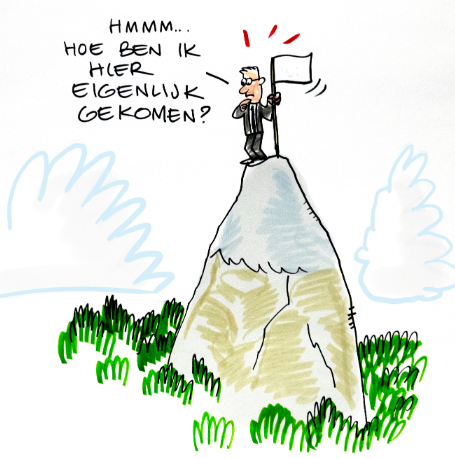 HMMM...
HOE BEN IK
HIER
EIGENLIJK
GEKOMEN?